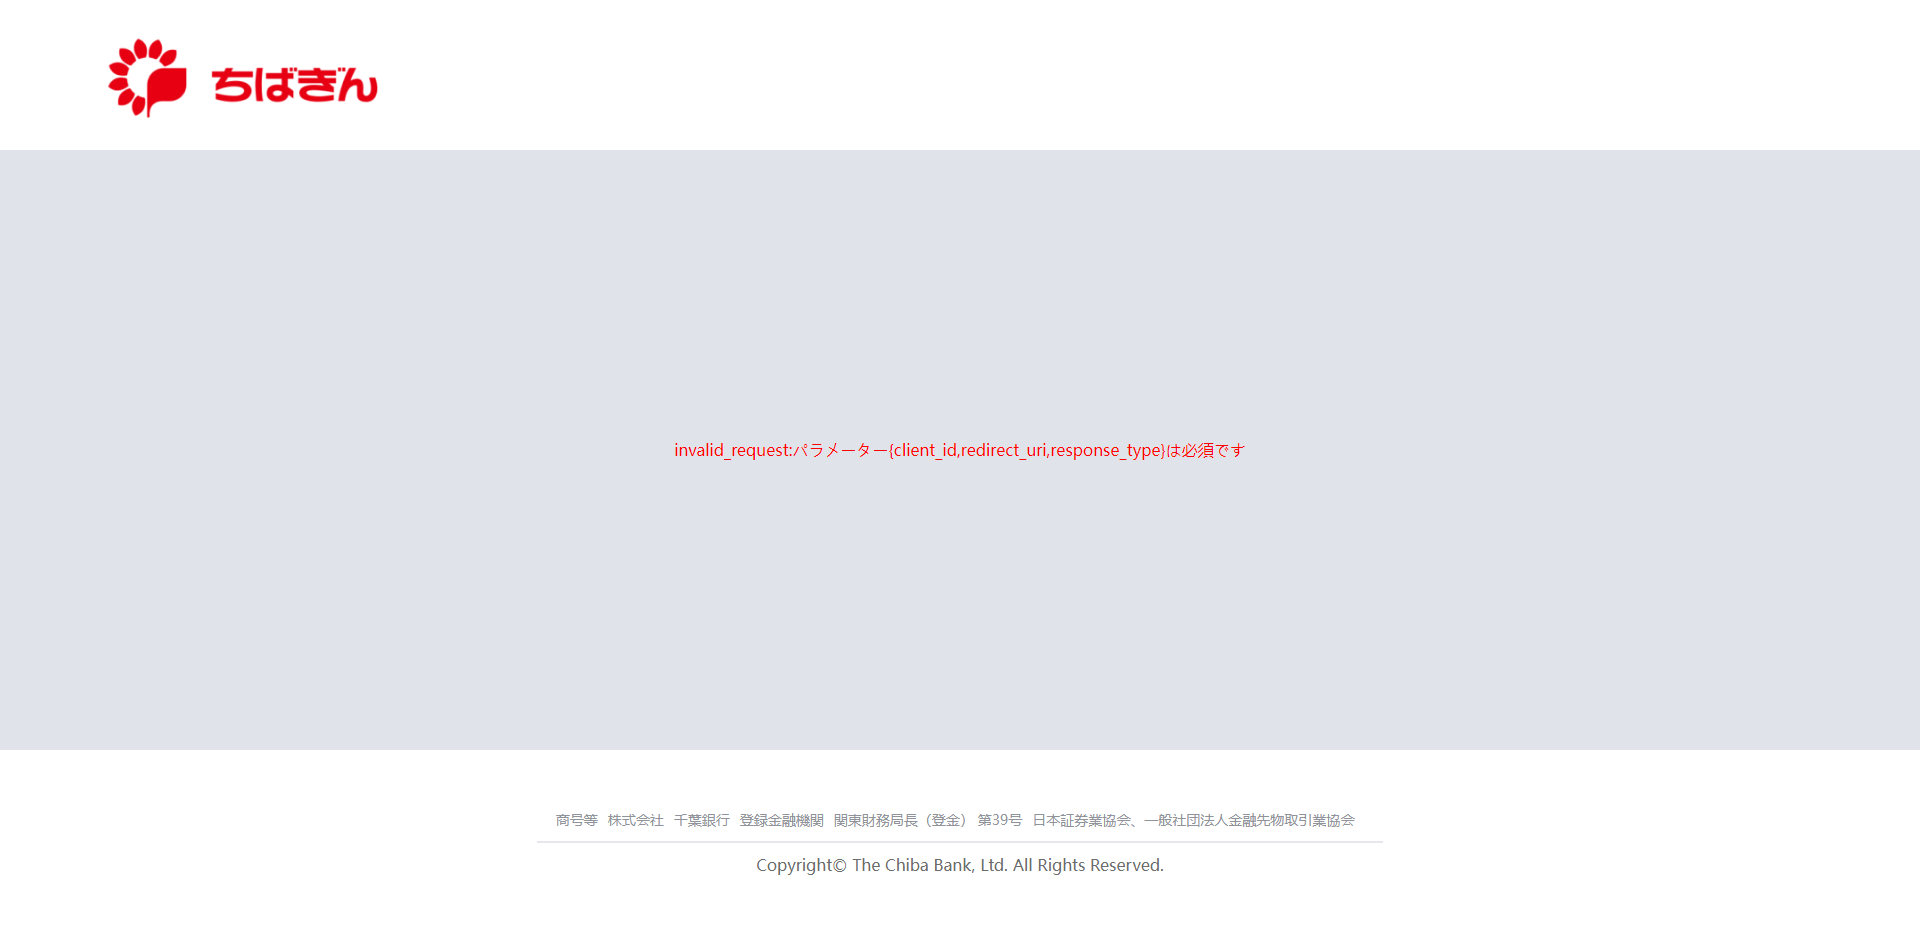 ちばぎん
invalid_request:パラメーター{client_id,redirect_uri,response_type}は必須です
商号等 株式会社 千葉銀行 登録金融機関 関東財務局長（登金） 第39号 日本証券業協会、一般社団法人金融先物取引業協会
Copyright© The Chiba Bank, Ltd. All Rights Reserved.